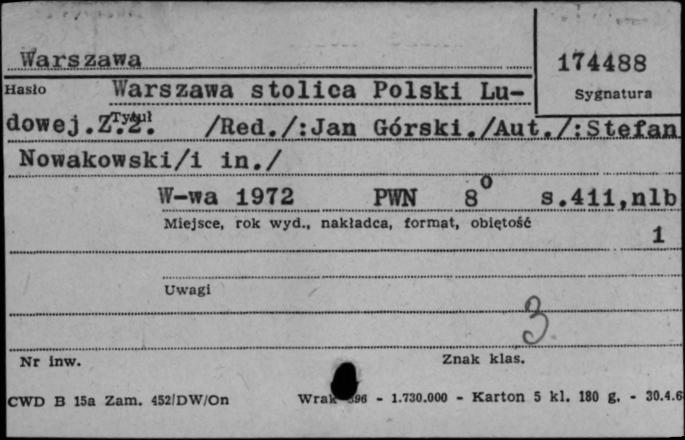 Warszawa
174488
Hasło Warszawa stolica Polski Lu-
Sygnatura
dowej.Z.2. /Red./:Jan Górski./Aut./:Stefan
Tytuł
Nowakowski/i in./
W-wa 1972 PWN 8o s.411,nlb
Miejsce, rok wyd., nakładca, format, objętość
1
Uwagi
3
Nr inw. Znak klas.
CWD B 15a Zam. 452/DW/On 396 - 1.730.000 - Karton 5 kl. 180 g. - 30.4.6